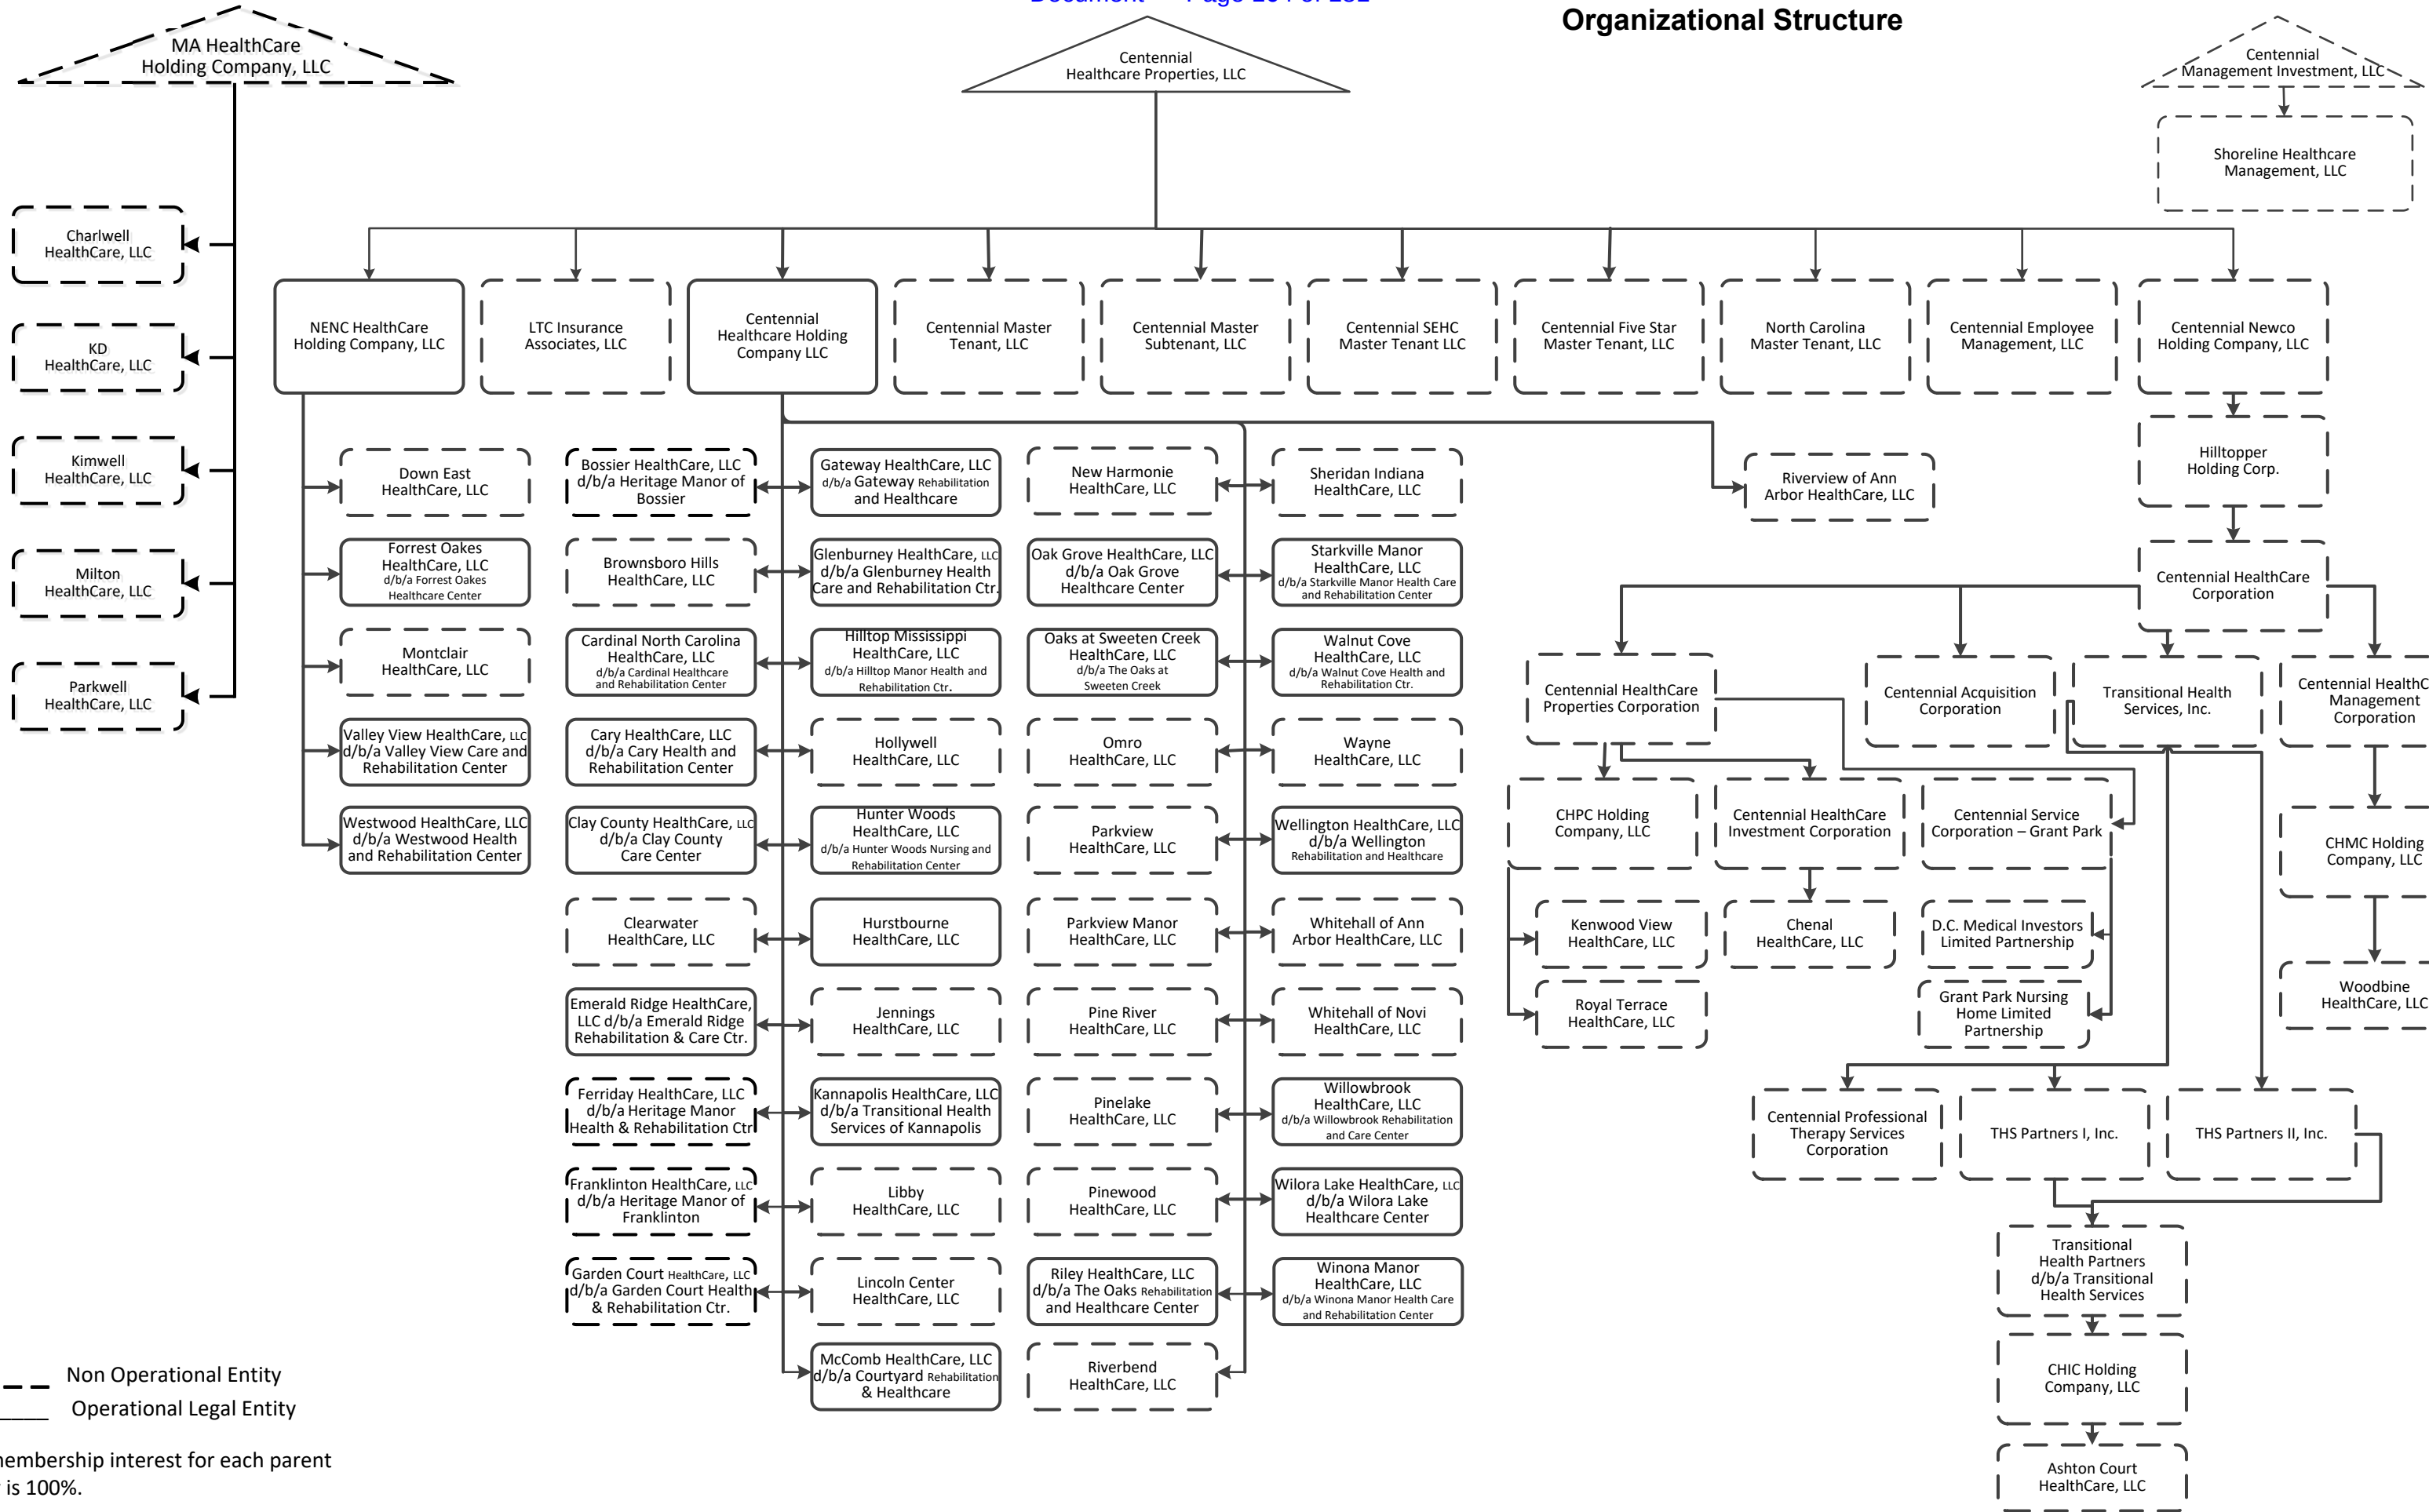 Organizational Structure
MA HealthCare
Holding Company, LLC
Centennial
Healthcare Properties, LLC
Centennial
Management Investment, LLC
Shoreline Healthcare
Management, LLC
Charlwell
HealthCare, LLC
KD
HealthCare, LLC
Kimwell
HealthCare, LLC
Milton
HealthCare, LLC
Parkwell
HealthCare, LLC
NENC HealthCare
Holding Company, LLC
LTC Insurance
Associates, LLC
Centennial
Healthcare Holding
Company LLC
Centennial Master
Tenant, LLC
Centennial Master
Subtenant, LLC
Centennial SEHC
Master Tenant LLC
Centennial Five Star
Master Tenant, LLC
North Carolina
Master Tenant, LLC
Centennial Employee
Management, LLC
Centennial Newco
Holding Company, LLC
Down East
HealthCare, LLC
Forrest Oakes
HealthCare, LLC
d/b/a Forrest Oakes
Healthcare Center
Montclair
HealthCare, LLC
Valley View HealthCare, LLC
d/b/a Valley View Care and
Rehabilitation Center
Westwood HealthCare, LLC
d/b/a Westwood Health
and Rehabilitation Center
Bossier HealthCare, LLC
d/b/a Heritage Manor of
Bossier
Brownsboro Hills
HealthCare, LLC
Cardinal North Carolina
HealthCare, LLC
d/b/a Cardinal Healthcare
and Rehabilitation Center
Cary HealthCare, LLC
d/b/a Cary Health and
Rehabilitation Center
Clay County HealthCare, LLC
d/b/a Clay County
Care Center
Clearwater
HealthCare, LLC
Emerald Ridge HealthCare,
LLC d/b/a Emerald Ridge
Rehabilitation & Care Ctr.
Ferriday HealthCare, LLC
d/b/a Heritage Manor
Health & Rehabilitation Ctr
Franklinton HealthCare, LLC
d/b/a Heritage Manor of
Franklinton
Garden Court HealthCare, LLC
d/b/a Garden Court Health
& Rehabilitation Ctr.
Gateway HealthCare, LLC
d/b/a Gateway Rehabilitation
and Healthcare
Glenburney HealthCare, LLC
d/b/a Glenburney Health
Care and Rehabilitation Ctr.
Hilltop Mississippi
HealthCare, LLC
d/b/a Hilltop Manor Health and
Rehabilitation Ctr.
Hollywell
HealthCare, LLC
Hunter Woods
HealthCare, LLC
d/b/a Hunter Woods Nursing and
Rehabilitation Center
Hurstbourne
HealthCare, LLC
Jennings
HealthCare, LLC
Kannapolis HealthCare, LLC
d/b/a Transitional Health
Services of Kannapolis
Libby
HealthCare, LLC
Lincoln Center
HealthCare, LLC
McComb HealthCare, LLC
d/b/a Courtyard Rehabilitation
& Healthcare
New Harmonie
HealthCare, LLC
Oak Grove HealthCare, LLC
d/b/a Oak Grove
Healthcare Center
Oaks at Sweeten Creek
HealthCare, LLC
d/b/a The Oaks at
Sweeten Creek
Omro
HealthCare, LLC
Parkview
HealthCare, LLC
Parkview Manor
HealthCare, LLC
Pine River
HealthCare, LLC
Pinelake
HealthCare, LLC
Pinewood
HealthCare, LLC
Riley HealthCare, LLC
d/b/a The Oaks Rehabilitation
and Healthcare Center
Riverbend
HealthCare, LLC
Sheridan Indiana
HealthCare, LLC
Starkville Manor
HealthCare, LLC
d/b/a Starkville Manor Health Care
and Rehabilitation Center
Walnut Cove
HealthCare, LLC
d/b/a Walnut Cove Health and
Rehabilitation Ctr.
Wayne
HealthCare, LLC
Wellington HealthCare, LLC
d/b/a Wellington
Rehabilitation and Healthcare
Whitehall of Ann
Arbor HealthCare, LLC
Whitehall of Novi
HealthCare, LLC
Willowbrook
HealthCare, LLC
d/b/a Willowbrook Rehabilitation
and Care Center
Wilora Lake HealthCare, LLC
d/b/a Wilora Lake
Healthcare Center
Winona Manor
HealthCare, LLC
d/b/a Winona Manor Health Care
and Rehabilitation Center
Riverview of Ann
Arbor HealthCare, LLC
Hilltopper
Holding Corp.
Centennial HealthCare
Corporation
Centennial HealthCare
Properties Corporation
Centennial Acquisition
Corporation
Transitional Health
Services, Inc.
Centennial HealthC
Management
Corporation
CHPC Holding
Company, LLC
Centennial HealthCare
Investment Corporation
Centennial Service
Corporation – Grant Park
CHMC Holding
Company, LLC
Kenwood View
HealthCare, LLC
Chenal
HealthCare, LLC
D.C. Medical Investors
Limited Partnership
Royal Terrace
HealthCare, LLC
Grant Park Nursing
Home Limited
Partnership
Woodbine
HealthCare, LLC
Centennial Professional
Therapy Services
Corporation
THS Partners I, Inc.
THS Partners II, Inc.
Transitional
Health Partners
d/b/a Transitional
Health Services
CHIC Holding
Company, LLC
Ashton Court
HealthCare, LLC
Non Operational Entity
Operational Legal Entity
membership interest for each parent
is 100%.